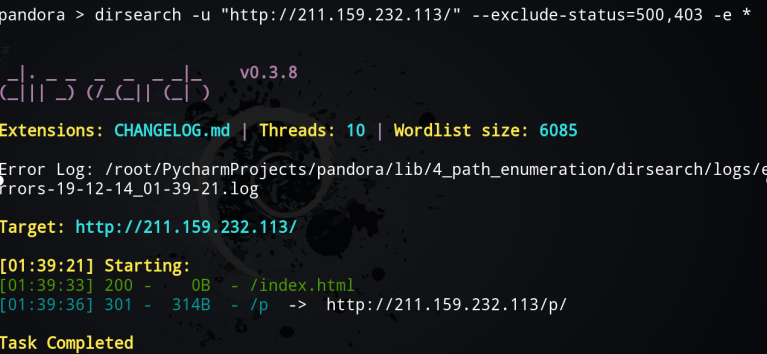 pandora > dirsearch -u "http://211.159.232.113/" --exclude-status=500,403 -e *
_|. _ _  _  _  _ _|_    v0.3.8
(_||| _) (/_(_|| (_| )
Extensions: CHANGELOG.md | Threads: 10 | Wordlist size: 6085
Error Log: /root/PycharmProjects/pandora/lib/4_path_enumeration/dirsearch/logs/e
rrors-19-12-14_01-39-21.log
Target: http://211.159.232.113/
[01:39:21] Starting:
[01:39:33] 200 -    0B  - /index.html
[01:39:36] 301 -  314B  - /p  ->  http://211.159.232.113/p/
Task Completed